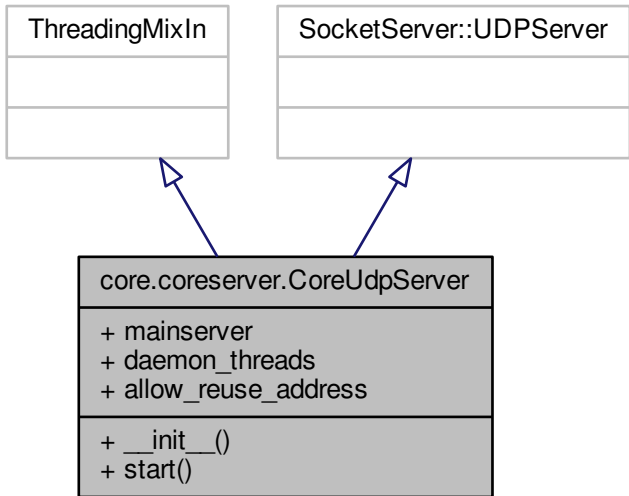 ThreadingMixIn
SocketServer::UDPServer
core.coreserver.CoreUdpServer
+ mainserver
+ daemon_threads
+ allow_reuse_address
+ __init__()
+ start()